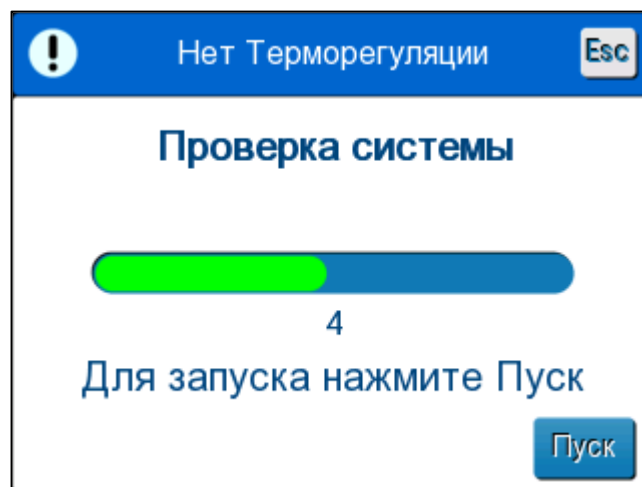 Нет Терморегуляции
Esc
Проверка системы
4
Для запуска нажмите Пуск
Пуск